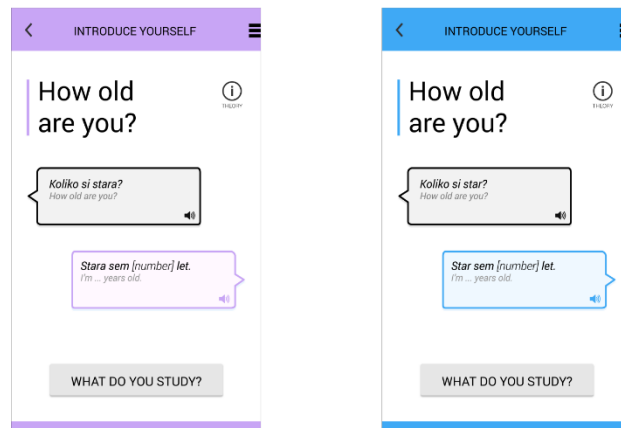 INTRODUCE YOURSELF
How old
are you?
THEORY
Koliko si stara?
How old are you?
Stara sem [number] let.
I'm ... years old.
WHAT DO YOU STUDY?
INTRODUCE YOURSELF
How old
are you?
THEORY
Koliko si star?
How old are you?
Star sem [number] let.
I'm ... years old.
WHAT DO YOU STUDY?